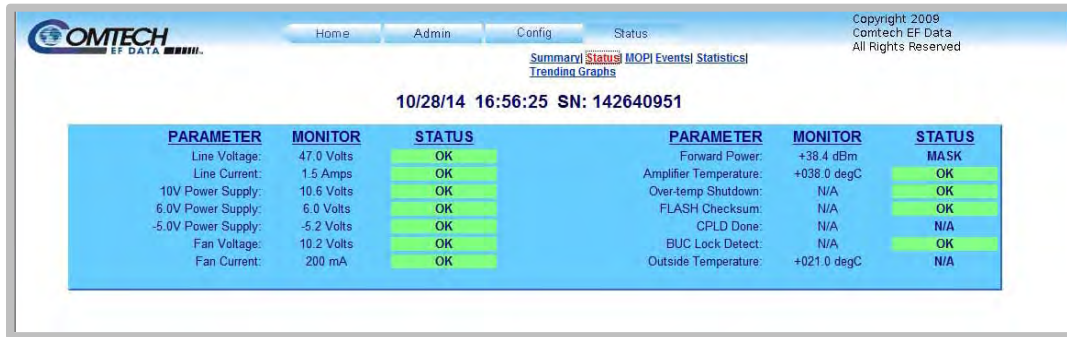 COMTECH
EF DATA
Home Admin Config Status
Copyright 2009
Comtech EF Data
All Rights Reserved
Summary| Status| MOP| Events| Statistics|
Trending Graphs
10/28/14 16:56:25 SN: 142640951
PARAMETER MONITOR STATUS PARAMETER MONITOR STATUS
Line Voltage: 47.0 Volts OK Forward Power: +38.4 dBm MASK
Line Current: 1.5 Amps OK Amplifier Temperature: +038.0 degC OK
10V Power Supply: 10.6 Volts OK Over-temp Shutdown: N/A OK
6.0V Power Supply: 6.0 Volts OK FLASH Checksum: N/A OK
-5.0V Power Supply: -5.2 Volts OK CPLD Done: N/A N/A
Fan Voltage: 10.2 Volts OK BUC Lock Detect: N/A OK
Fan Current: 200 mA OK Outside Temperature: +021.0 degC N/A